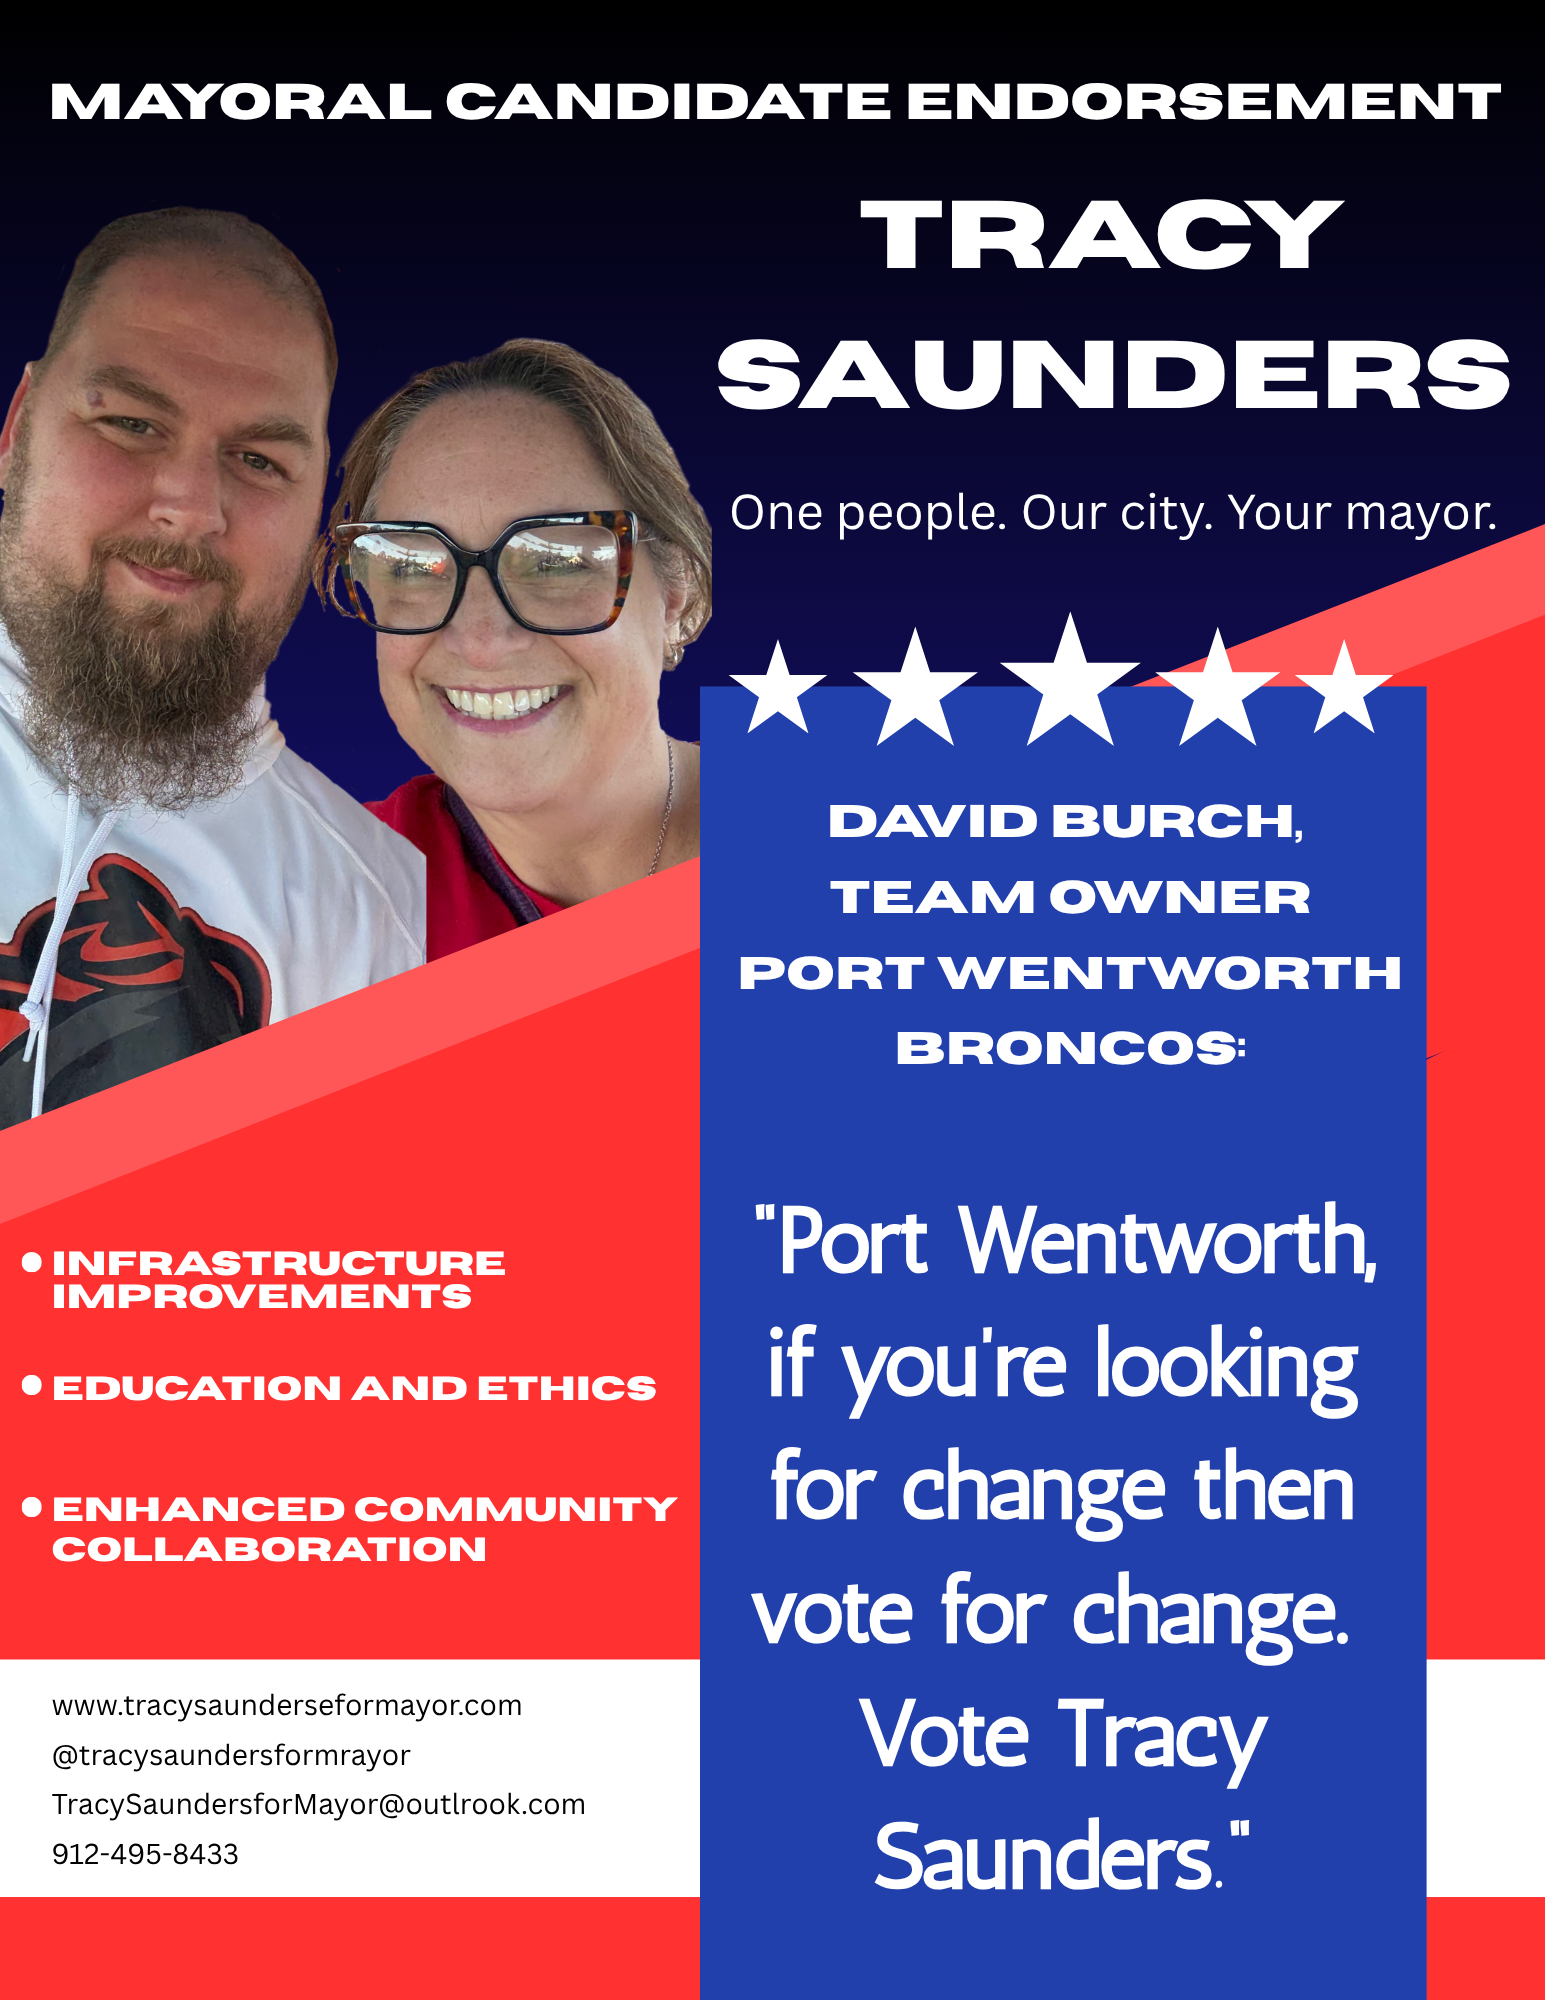 MAYORAL CANDIDATE ENDORSEMENT
TRACY
SAUNDERS
One people. Our city. Your mayor.
DAVID BURCH,
TEAM OWNER
PORT WENTWORTH
BRONCOS:
"Port Wentworth,
if you're looking
for change then
vote for change.
Vote Tracy
Saunders."
• INFRASTRUCTURE
IMPROVEMENTS
• EDUCATION AND ETHICS
• ENHANCED COMMUNITY
COLLABORATION
www.tracysaunderseformayor.com
@tracysaundersformrayor
TracySaundersforMayor@outlrook.com
912-495-8433